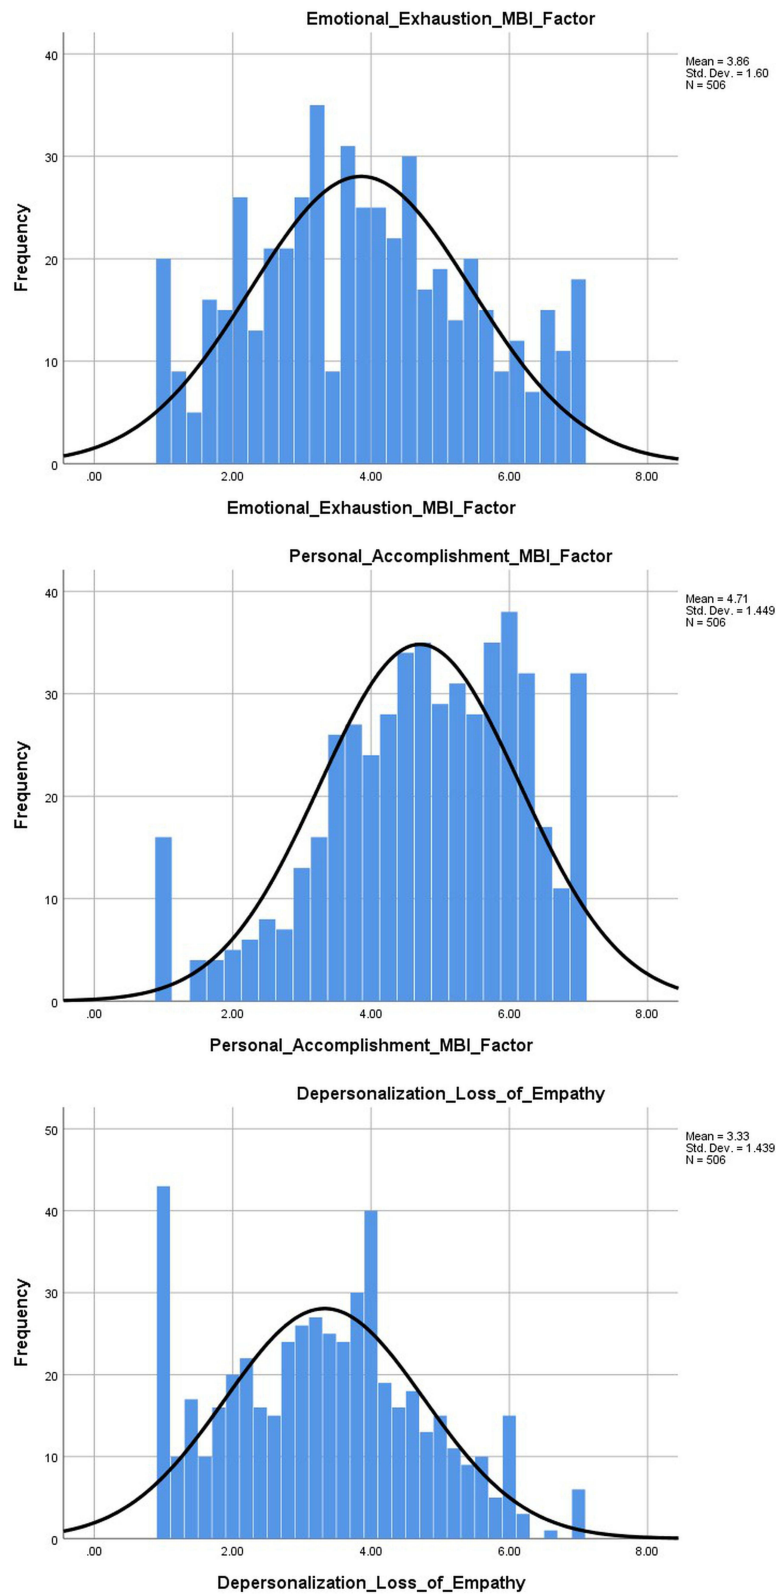 Emotional_Exhaustion_MBI_Factor
Mean = 3.86
Std. Dev. = 1.60
N = 506
40
30
20
10
0
Frequency
.00 2.00 4.00 6.00 8.00
Emotional_Exhaustion_MBI_Factor
Personal_Accomplishment_MBI_Factor
Mean = 4.71
Std. Dev. = 1.449
N = 506
40
30
20
10
0
Frequency
.00 2.00 4.00 6.00 8.00
Personal_Accomplishment_MBI_Factor
Depersonalization_Loss_of_Empathy
Mean = 3.33
Std. Dev. = 1.439
N = 506
50
40
30
20
10
0
Frequency
.00 2.00 4.00 6.00 8.00
Depersonalization_Loss_of_Empathy